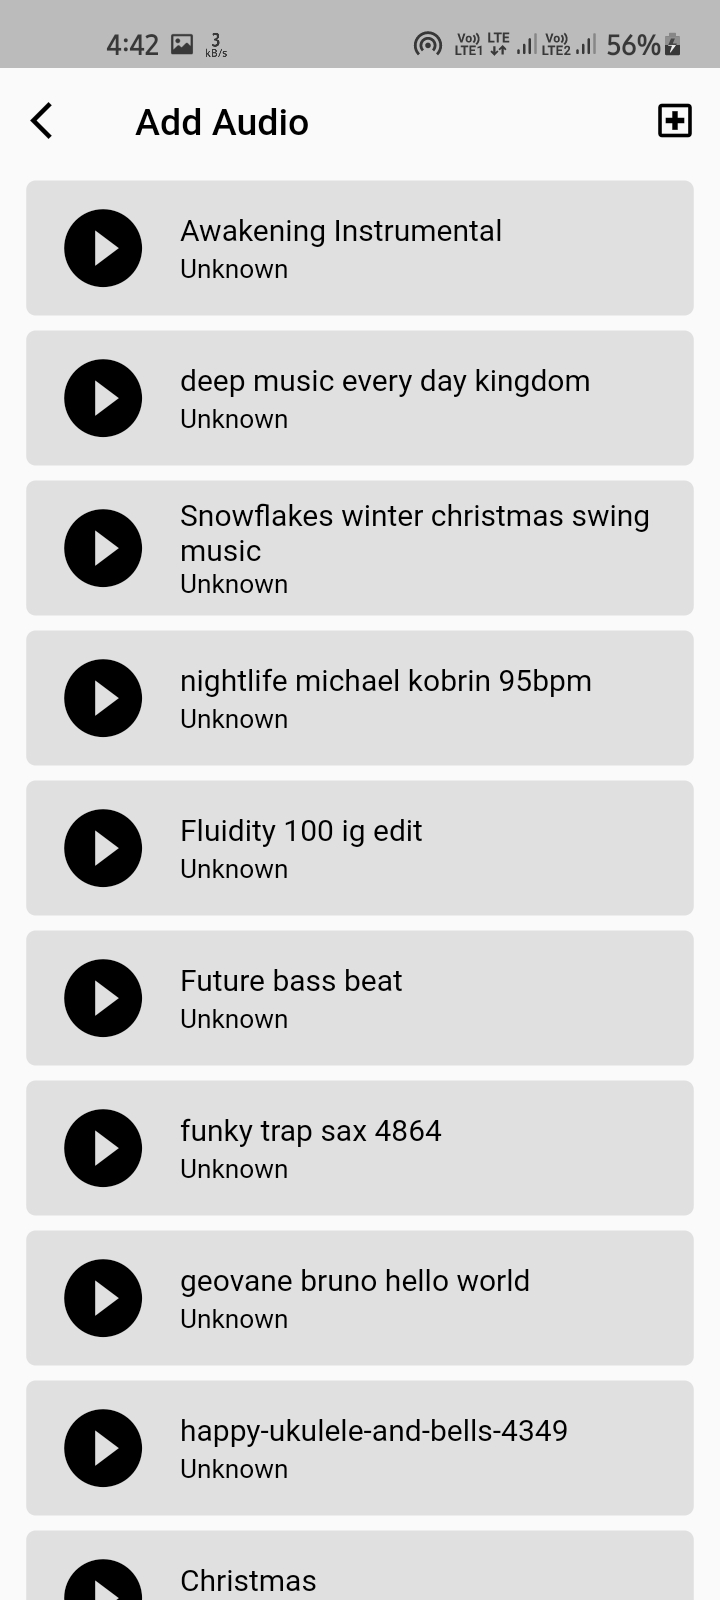 4:42 3 kB/s Vo)) LTE1 LTE Vo)) LTE2 56%
Add Audio
Awakening Instrumental
Unknown
deep music every day kingdom
Unknown
Snowflakes winter christmas swing
music
Unknown
nightlife michael kobrin 95bpm
Unknown
Fluidity 100 ig edit
Unknown
Future bass beat
Unknown
funky trap sax 4864
Unknown
geovane bruno hello world
Unknown
happy-ukulele-and-bells-4349
Unknown
Christmas